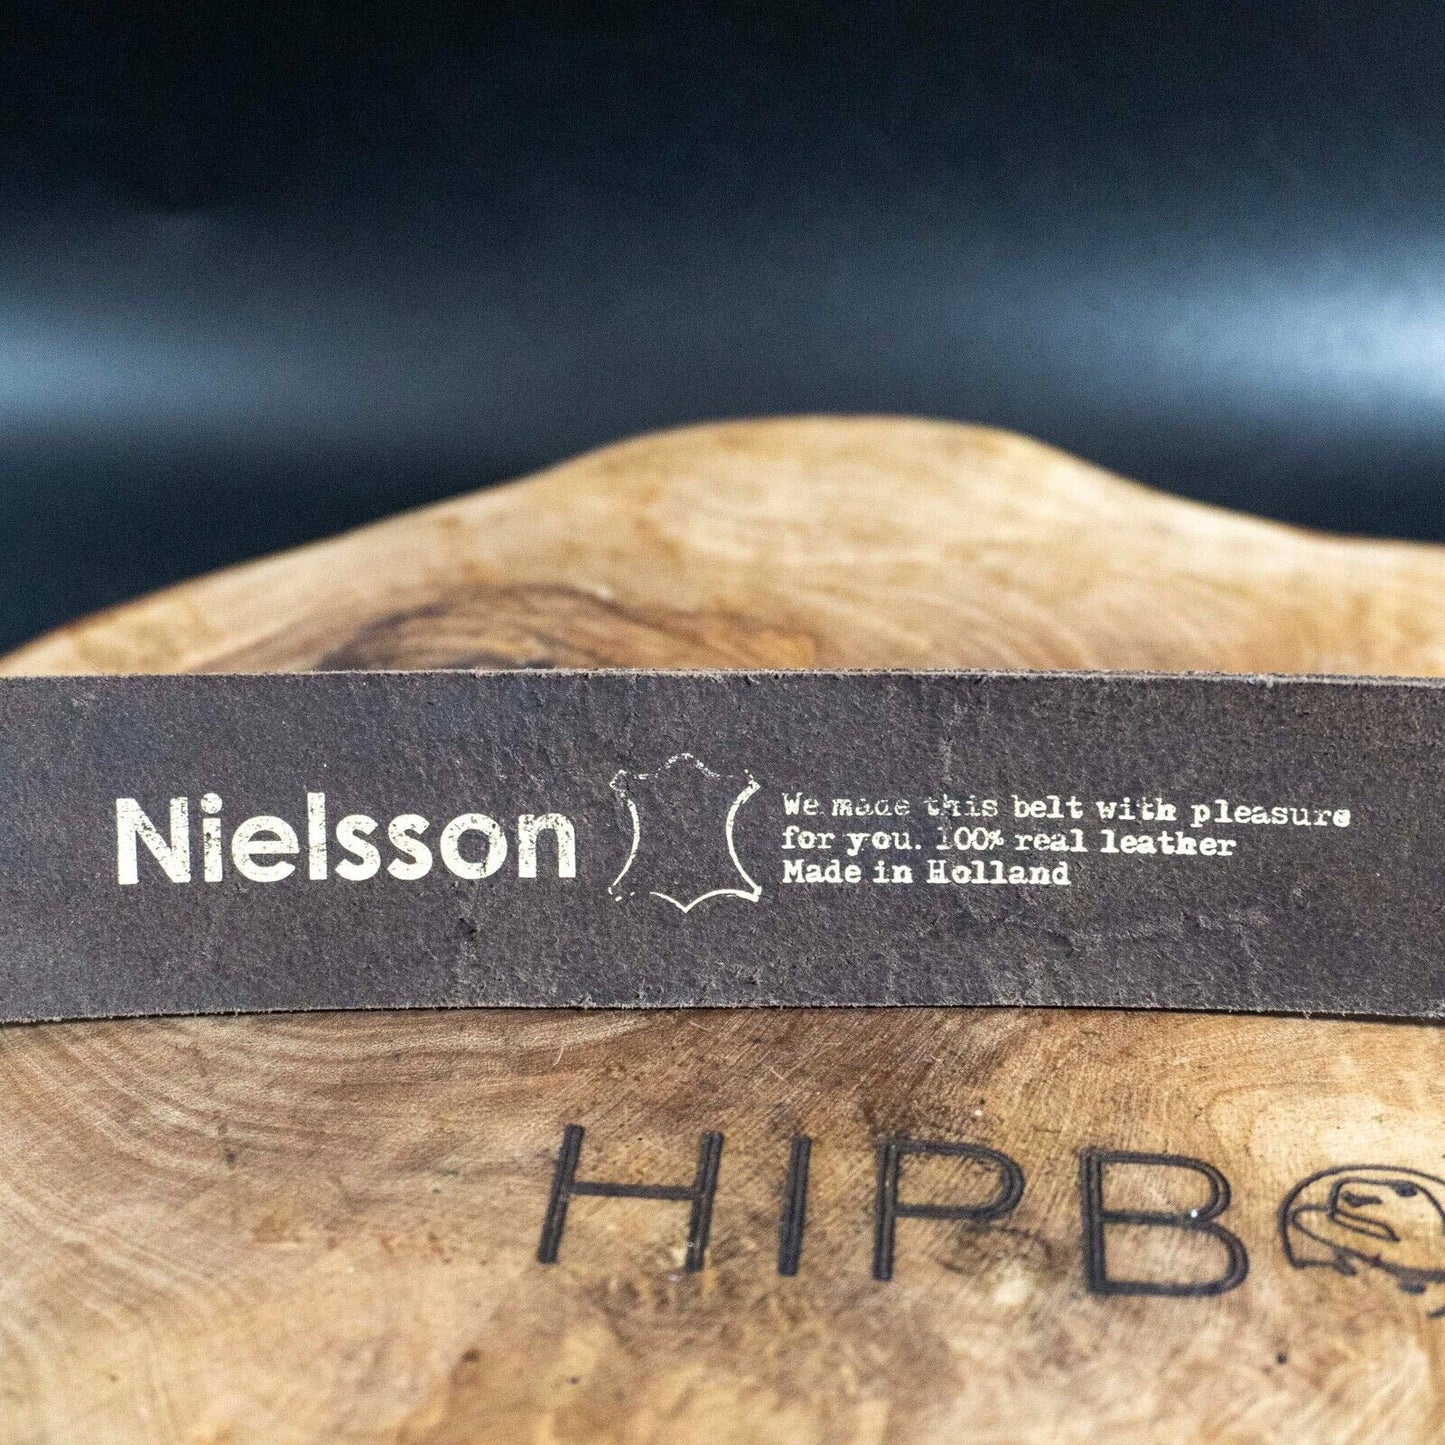 Nielsson
We made this belt with pleasure
for you. 100% real leather
Made in Holland
HIPB